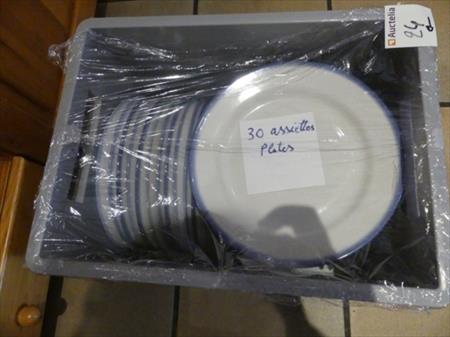 Auctelia
24
30 assiettes
plates